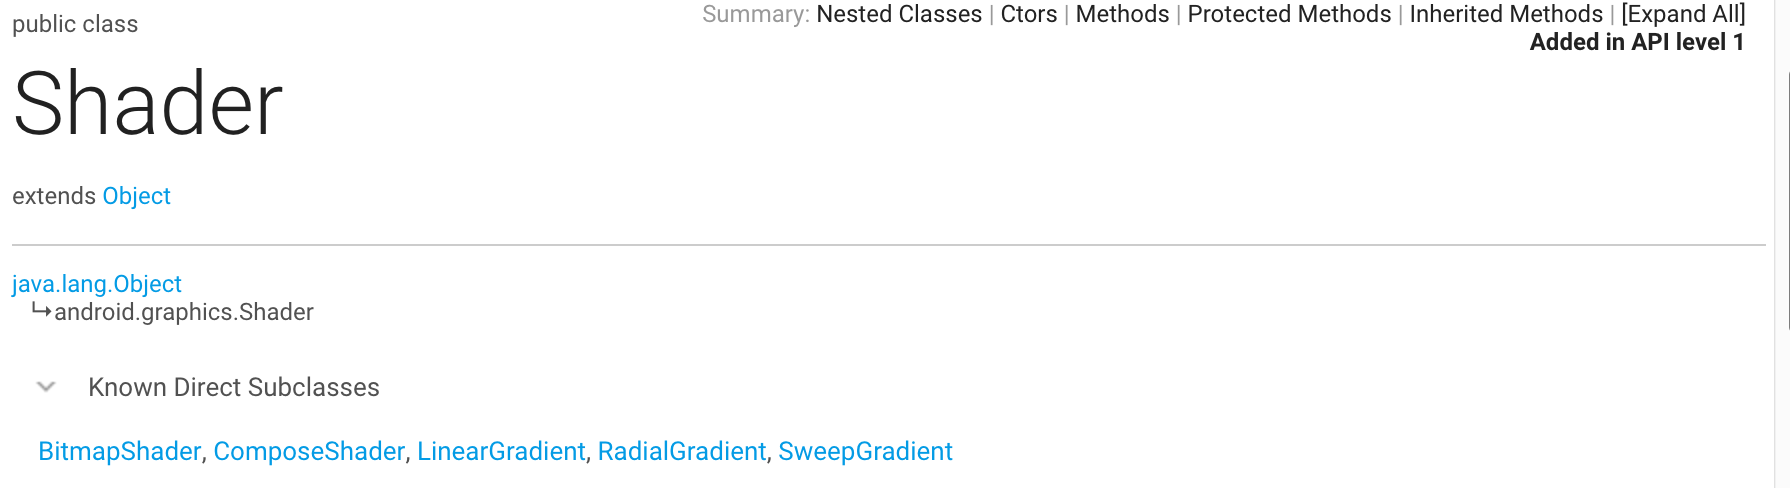 public class
Summary: Nested Classes | Ctors | Methods | Protected Methods | Inherited Methods | [Expand All]
Added in API level 1
Shader
extends Object
java.lang.Object
↳android.graphics.Shader
Known Direct Subclasses
BitmapShader, ComposeShader, LinearGradient, RadialGradient, SweepGradient